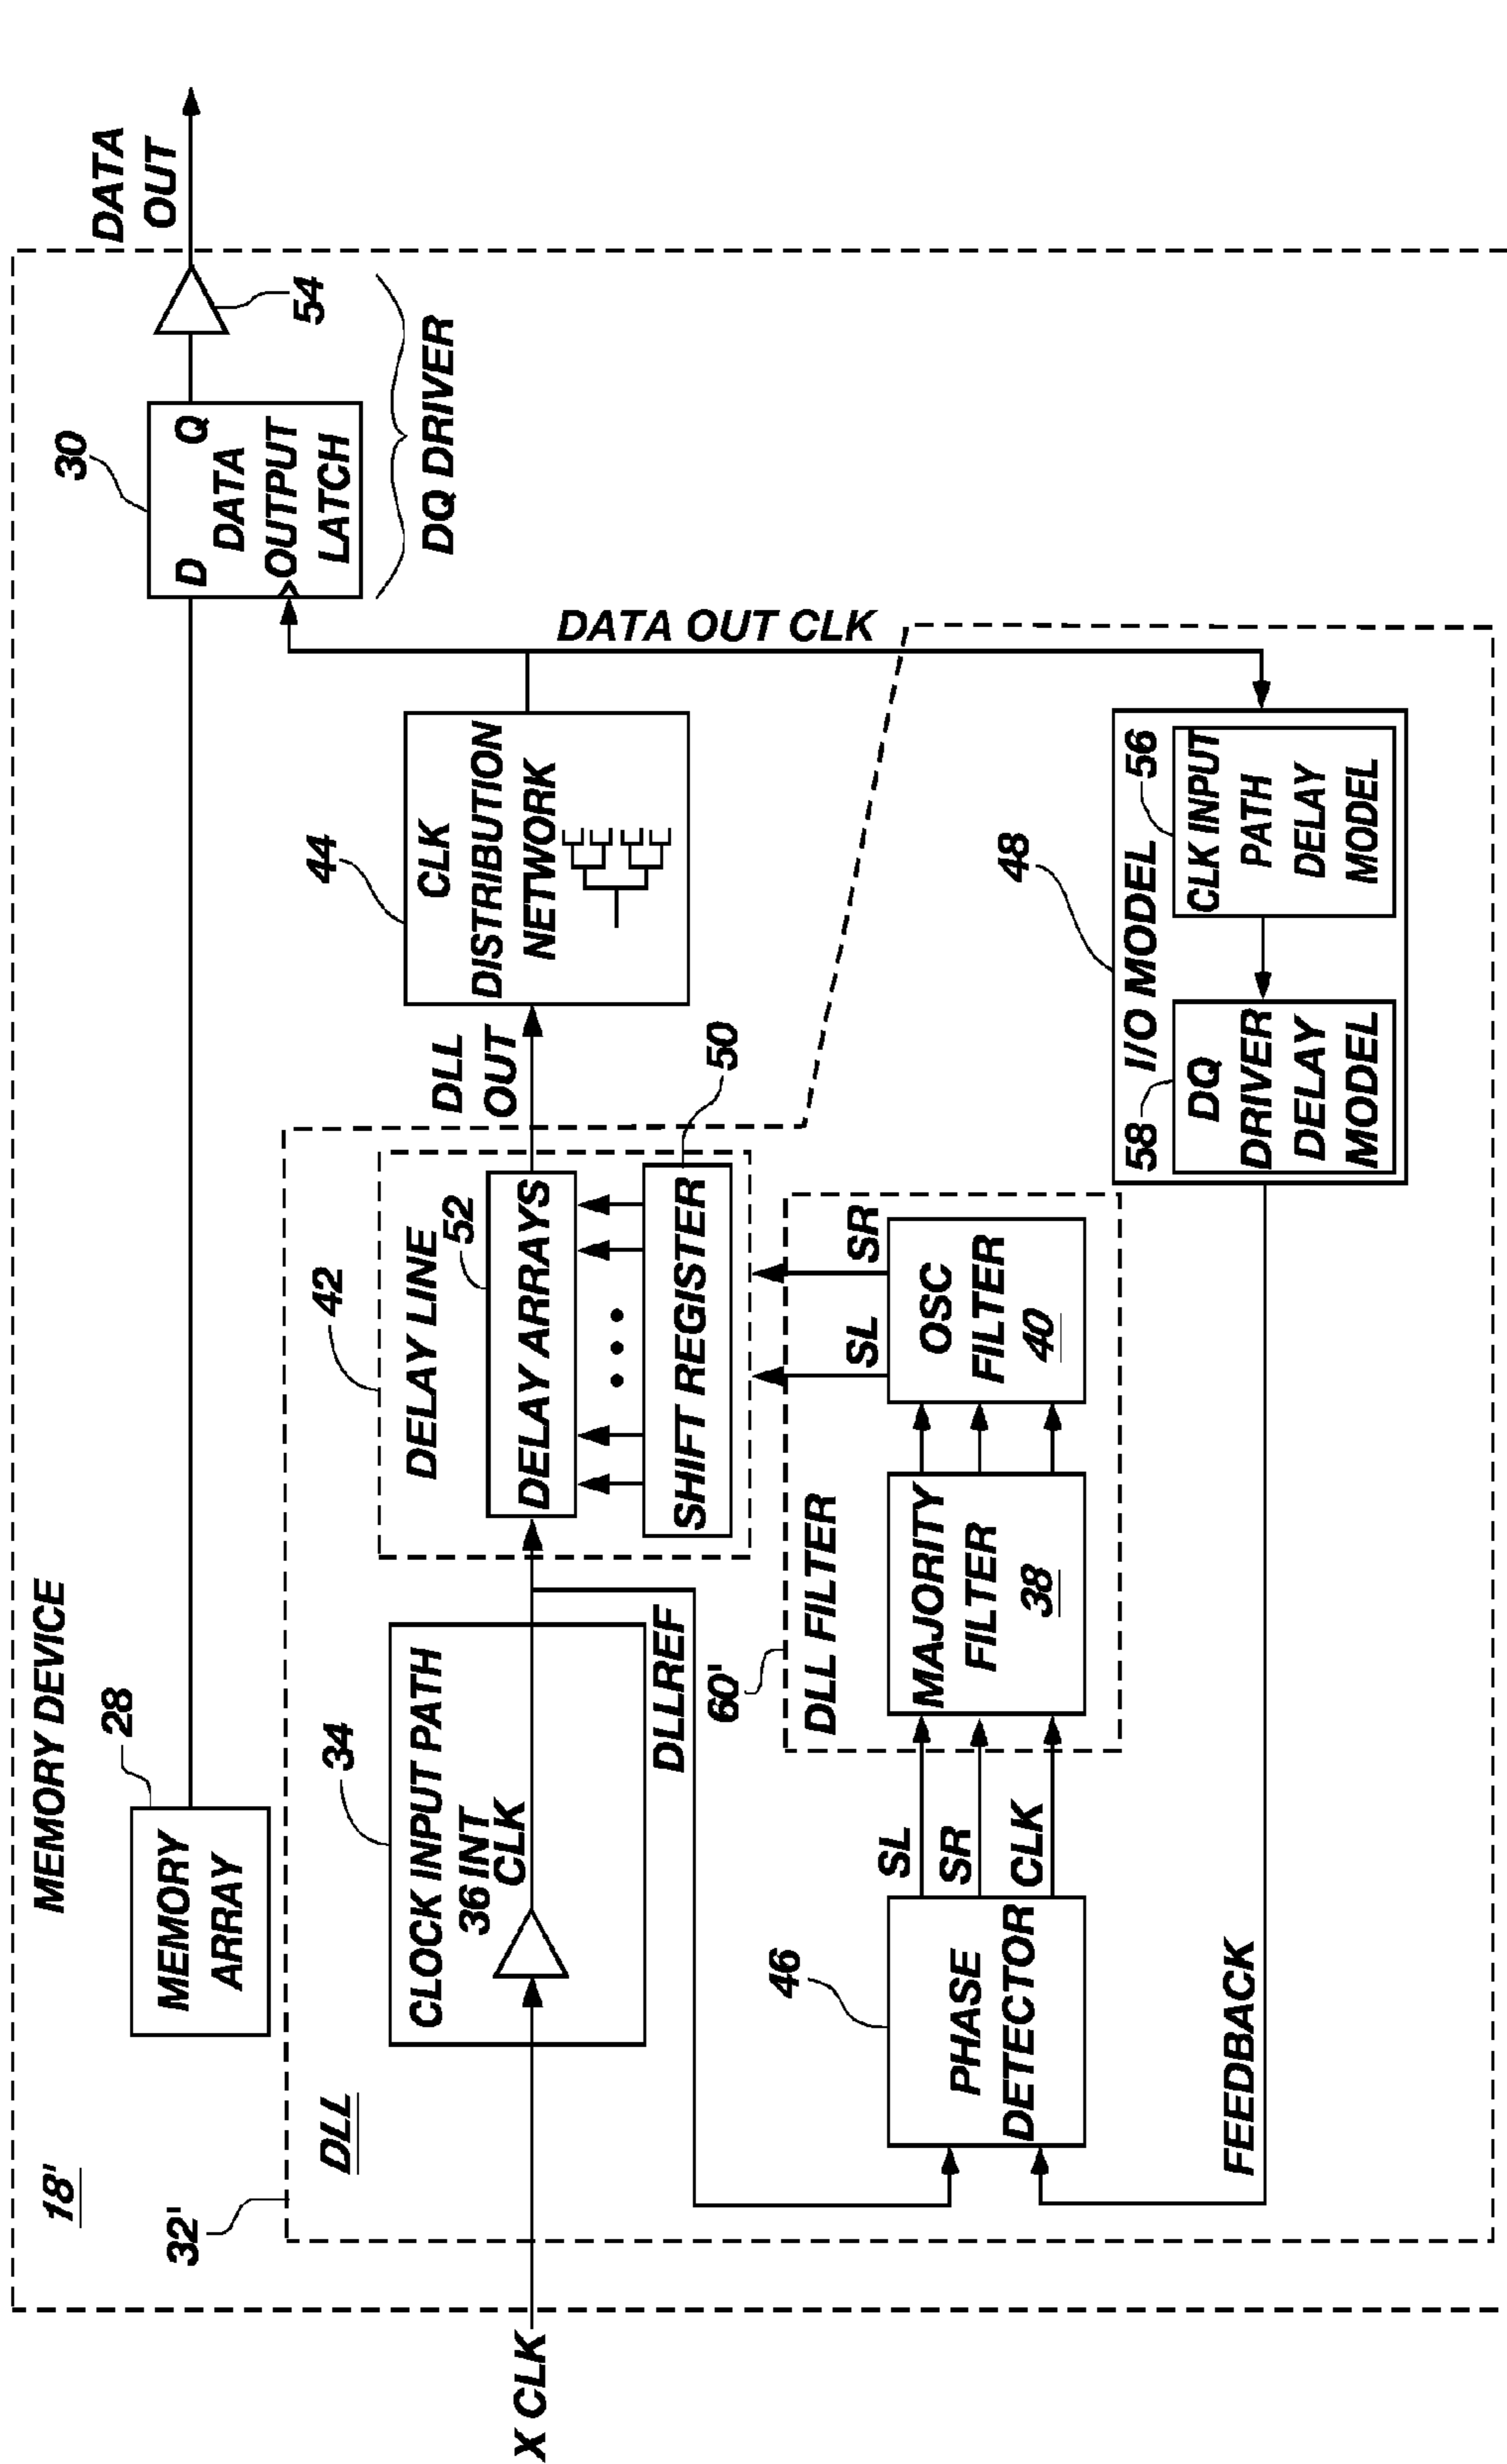 18'
MEMORY DEVICE
28
MEMORY
ARRAY
30
D Q
DATA
OUTPUT
LATCH
54
DATA
OUT
DQ DRIVER
32'
DLL
34
CLOCK INPUT PATH
36 INT
CLK
X CLK
42
DELAY LINE
52
DELAY ARRAYS
SHIFT REGISTER
50
DLL
OUT
44
CLK
DISTRIBUTION
NETWORK
DATA OUT CLK
DLLREF
60'
DLL FILTER
SL
SR
46
PHASE
DETECTOR
SL
SR
CLK
MAJORITY
FILTER
38
OSC
FILTER
40
48
I/O MODEL
58
DQ
DRIVER
DELAY
MODEL
56
CLK INPUT
PATH
DELAY
MODEL
FEEDBACK